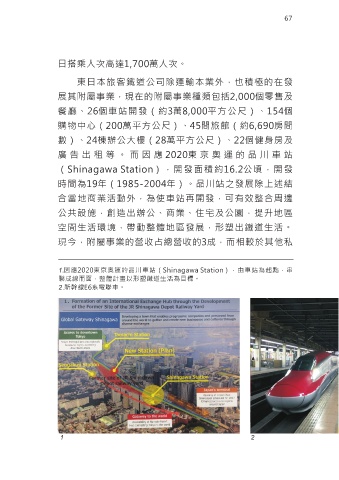 67
日搭乘人次高達1,700萬人次。
東日本旅客鐵道公司除運輸本業外，也積極的在發
展其附屬事業，現在的附屬事業種類包括2,000個零售及
餐廳、26個車站開發（約3萬8,000平方公尺）、154個
購物中心（200萬平方公尺）、45間旅館（約6,690房間
數）、24棟辦公大樓（28萬平方公尺）、22個健身房及
廣告出租等。而因應2020東京奧運的品川車站
（Shinagawa Station），開發面積約16.2公頃，開發
時間為19年（1985-2004年）。品川站之發展除上述結
合當地商業活動外，為使車站再開發，可有效整合周邊
公共設施，創造出辦公、商業、住宅及公園，提升地區
空間生活環境，帶動整體地區發展，形塑出鐵道生活。
現今，附屬事業的營收占總營收的3成，而相較於其他私
1.因應2020東京奧運的品川車站（Shinagawa Station），由車站為起點，串
聯成線而面，整體計畫以形塑鐵道生活為目標。
2.新幹線E6系電聯車。
1. Formation of an International Exchange Hub through the Development
of the Former Site of the JR Shinagawa Depot Railway Yard
Global Gateway Shinagawa
New Station (Plan)
Shinagawa Station
Gateway to the world
1
2